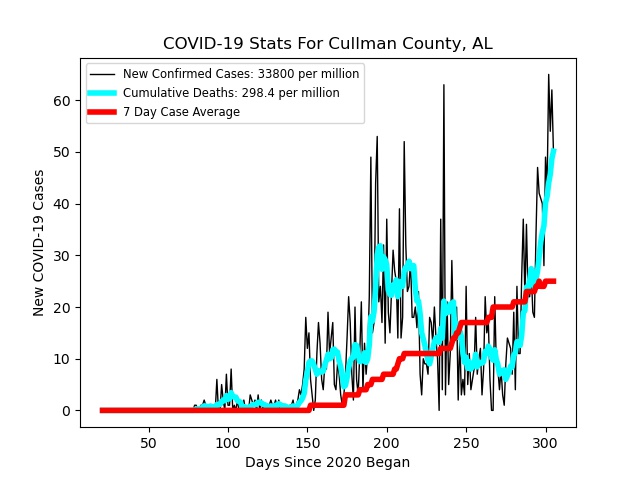 COVID-19 Stats For Cullman County, AL
New Confirmed Cases: 33800 per million
Cumulative Deaths: 298.4 per million
7 Day Case Average
60
50
40
30
20
10
0
New COVID-19 Cases
50 100 150 200 250 300
Days Since 2020 Began